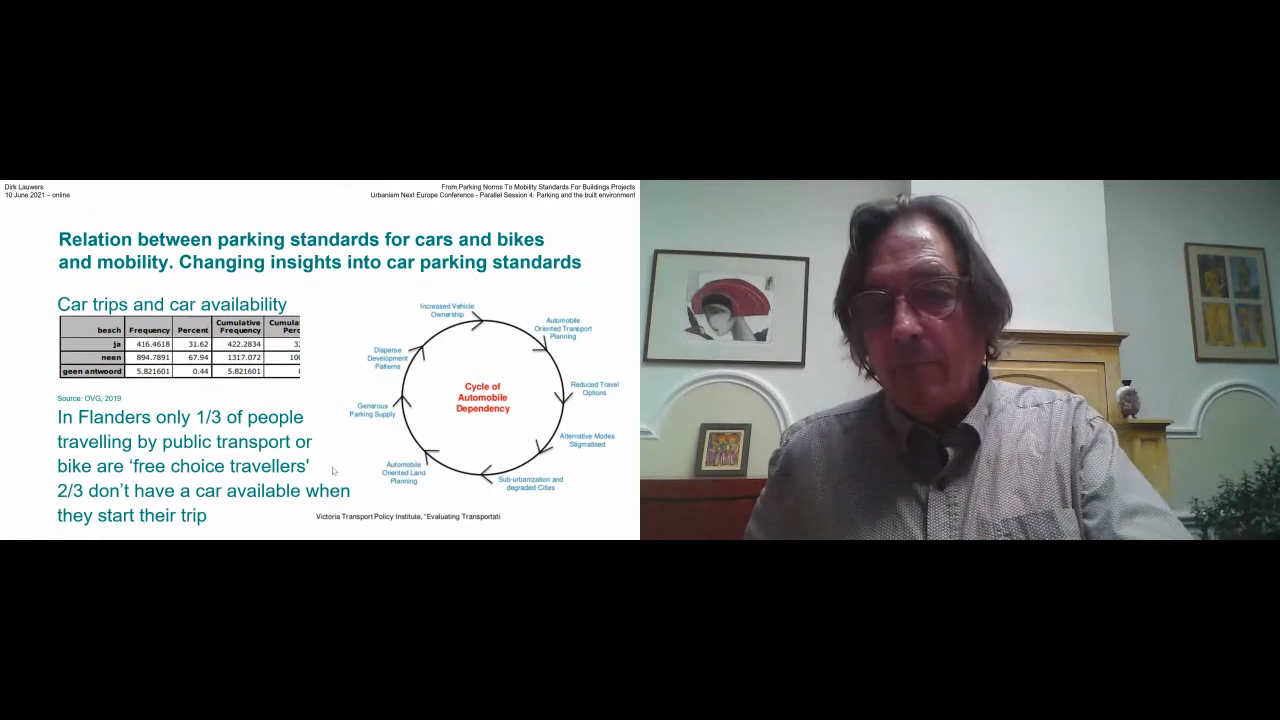 Dirk Lauwers
10 June 2021 – online
From Parking Norms To Mobility Standards For Buildings Projects
Urbanism Next Europe Conference - Parallel Session 4: Parking and the built environment
Relation between parking standards for cars and bikes
and mobility. Changing insights into car parking standards
Car trips and car availability
besch Frequency Percent Cumulative Frequency
ja 416.4618 31.62 422.2834
neen 894.7891 67.94 1317.072
geen antwoord 5.821601 0.44 5.821601
Source: OVG, 2019
In Flanders only 1/3 of people
travelling by public transport or
bike are ‘free choice travellers'
2/3 don’t have a car available when
they start their trip
Increased Vehicle
Ownership
Automobile
Oriented Transport
Planning
Reduced Travel
Options
Alternative Modes
Stigmatised
Sub-urbanization and
degraded Cities
Automobile
Oriented Land
Planning
Generous
Parking Supply
Disperse
Development
Patterns
Cycle of
Automobile
Dependency
Victoria Transport Policy Institute, "Evaluating Transportati